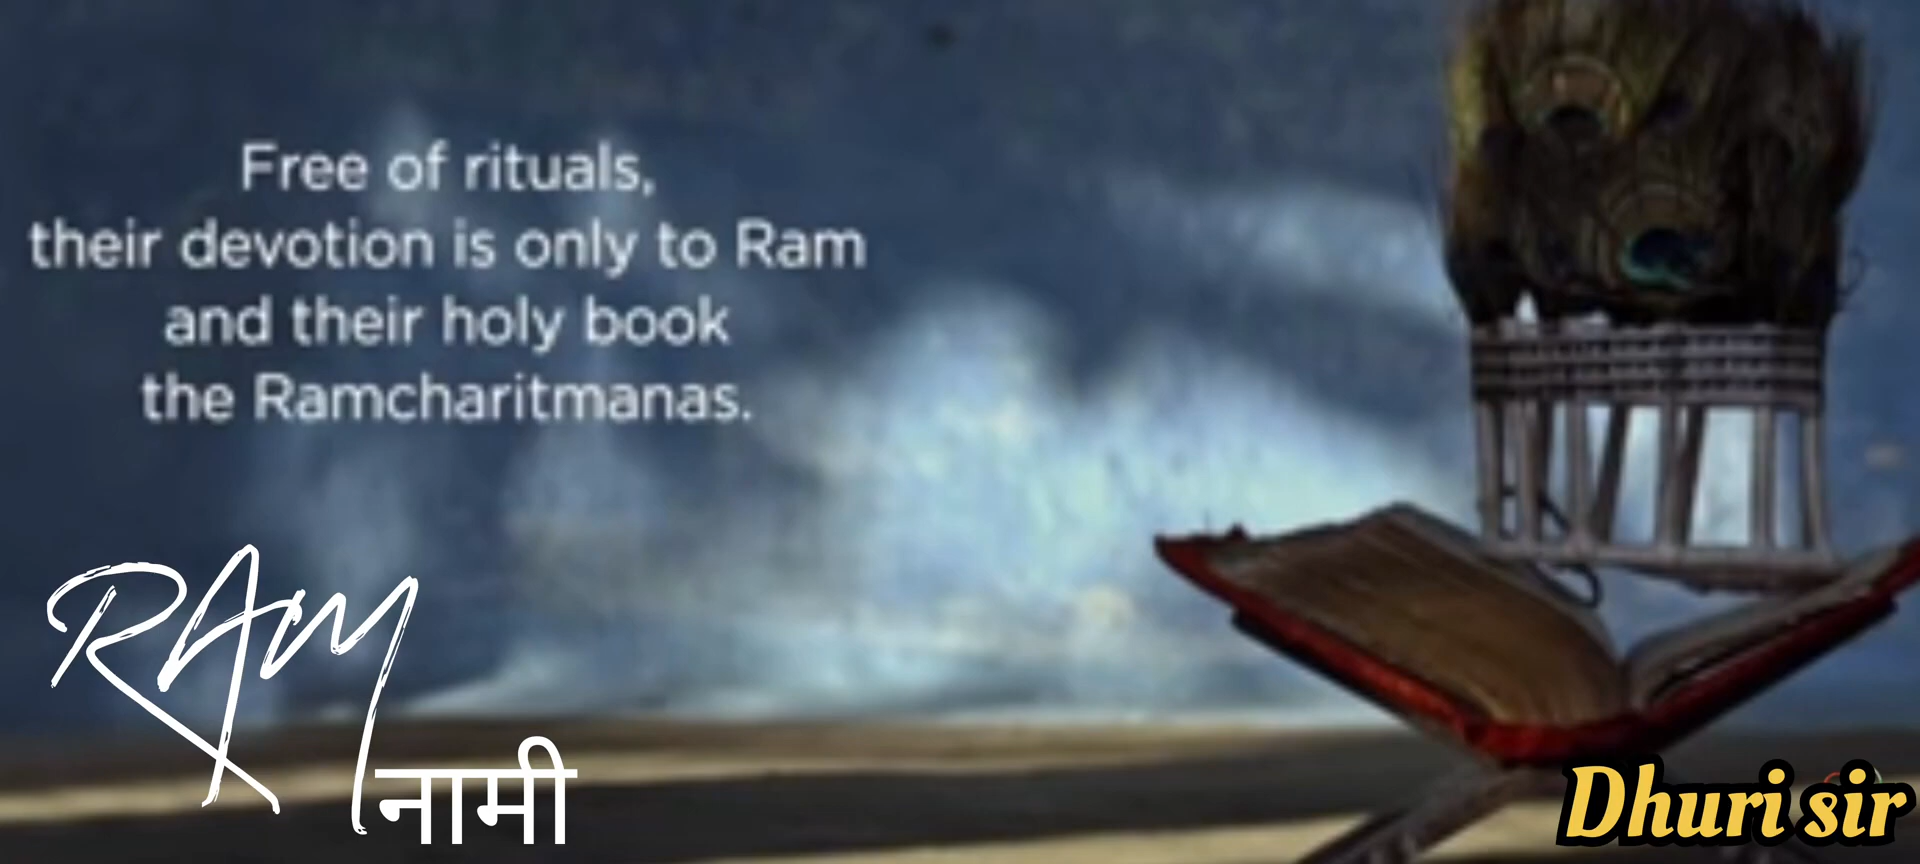 Free of rituals,
their devotion is only to Ram
and their holy book
the Ramcharitmanas.
RAm
नामी
Dhuri sir